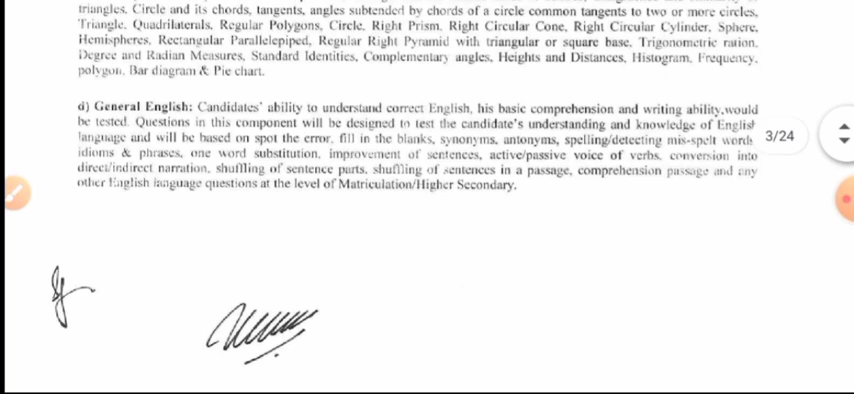 triangles. Circle and its chords, tangents, angles subtended by chords of a circle common tangents to two or more circles,
Triangle, Quadrilaterals, Regular Polygons, Circle, Right Prism, Right Circular Cone, Right Circular Cylinder, Sphere,
Hemispheres, Rectangular Parallelepiped, Regular Right Pyramid with triangular or square base, Trigonometric ration,
Degree and Radian Measures, Standard Identities, Complementary angles, Heights and Distances, Histogram, Frequency,
polygon, Bar diagram & Pie chart.
d) General English: Candidates' ability to understand correct English, his basic comprehension and writing ability,would
be tested. Questions in this component will be designed to test the candidate's understanding and knowledge of English
language and will be based on spot the error, fill in the blanks, synonyms, antonyms, spelling/detecting mis-spelt words
idioms & phrases, one word substitution, improvement of sentences, active/passive voice of verbs, conversion into
direct/indirect narration, shuffling of sentence parts, shuffling of sentences in a passage, comprehension passage and any
other English language questions at the level of Matriculation/Higher Secondary.
3/24